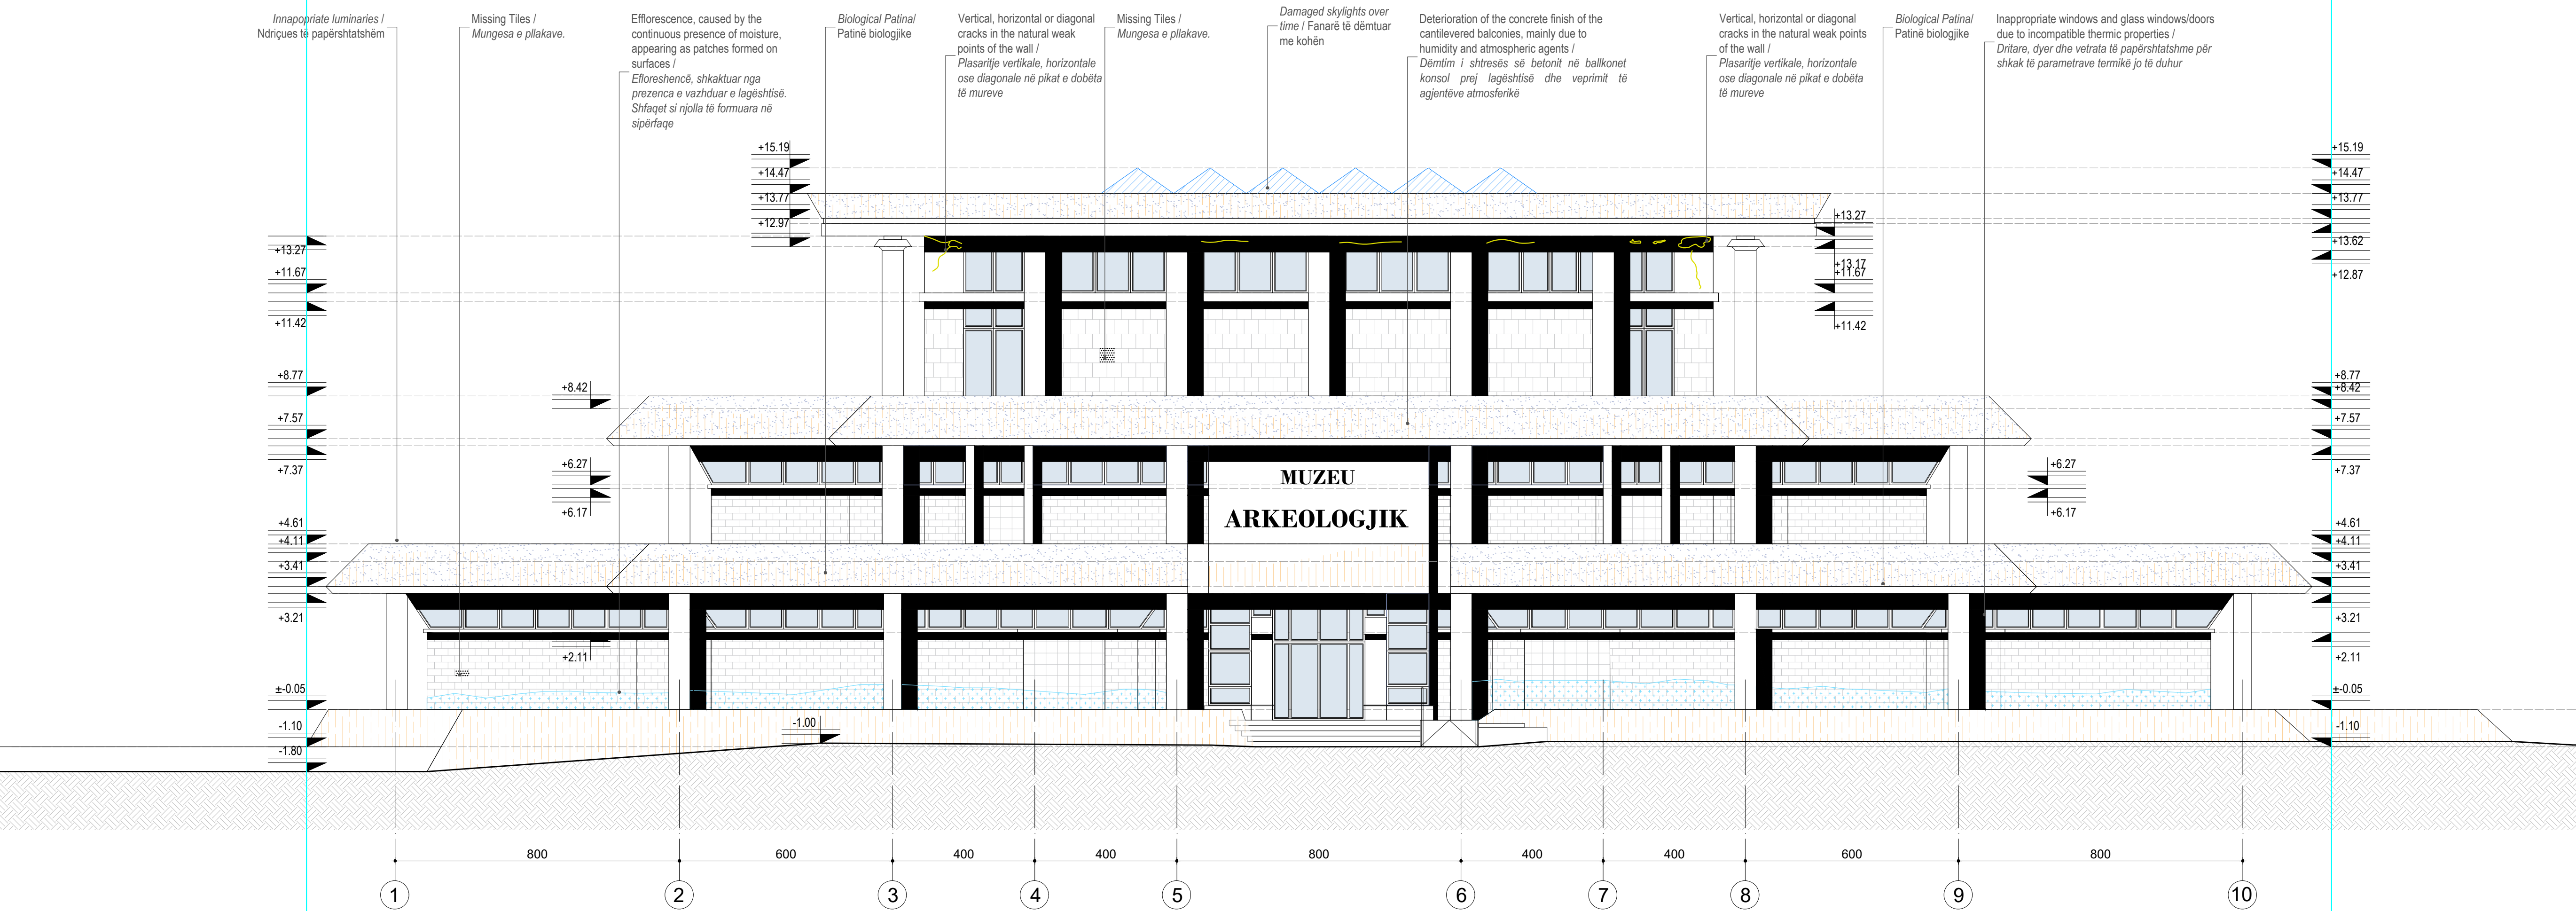 Innapopriate luminaries /
Ndriçues të papërshtatshëm
Missing Tiles /
Mungesa e pllakave.
Efflorescence, caused by the
continuous presence of moisture,
appearing as patches formed on
surfaces /
Efloreshencë, shkaktuar nga
prezenca e vazhduar e lagështisë.
Shfaqet si njolla të formuara në
sipërfaqe
Biological Patina/
Patinë biologjike
Vertical, horizontal or diagonal
cracks in the natural weak
points of the wall /
Plasaritje vertikale, horizontale
ose diagonale në pikat e dobëta
të mureve
Missing Tiles /
Mungesa e pllakave.
Damaged skylights over
time / Fanarë të dëmtuar
me kohën
Deterioration of the concrete finish of the
cantilevered balconies, mainly due to
humidity and atmospheric agents /
Dëmtim i shtresës së betonit në ballkonet
konsol prej lagështisë dhe veprimit të
agjentëve atmosferikë
Vertical, horizontal or diagonal
cracks in the natural weak points
of the wall /
Plasaritje vertikale, horizontale
ose diagonale në pikat e dobëta
të mureve
Biological Patina/
Patinë biologjike
Inappropriate windows and glass windows/doors
due to incompatible thermic properties /
Dritare, dyer dhe vetrata të papërshtatshme për
shkak të parametrave termikë jo të duhur
+15.19
+14.47
+13.77
+12.97
+13.27
+11.67
+11.42
+8.77
+7.57
+7.37
+4.61
+4.11
+3.41
+3.21
±-0.05
-1.10
-1.80
+8.42
+6.27
+6.17
+2.11
-1.00
MUZEU
ARKEOLOGJIK
+13.27
+13.17
+11.67
+11.42
+6.27
+6.17
+15.19
+14.47
+13.77
+13.62
+12.87
+8.77
+8.42
+7.57
+7.37
+4.61
+4.11
+3.41
+3.21
+2.11
±-0.05
-1.10
800 600 400 400 800 400 400 600 800
1 2 3 4 5 6 7 8 9 10